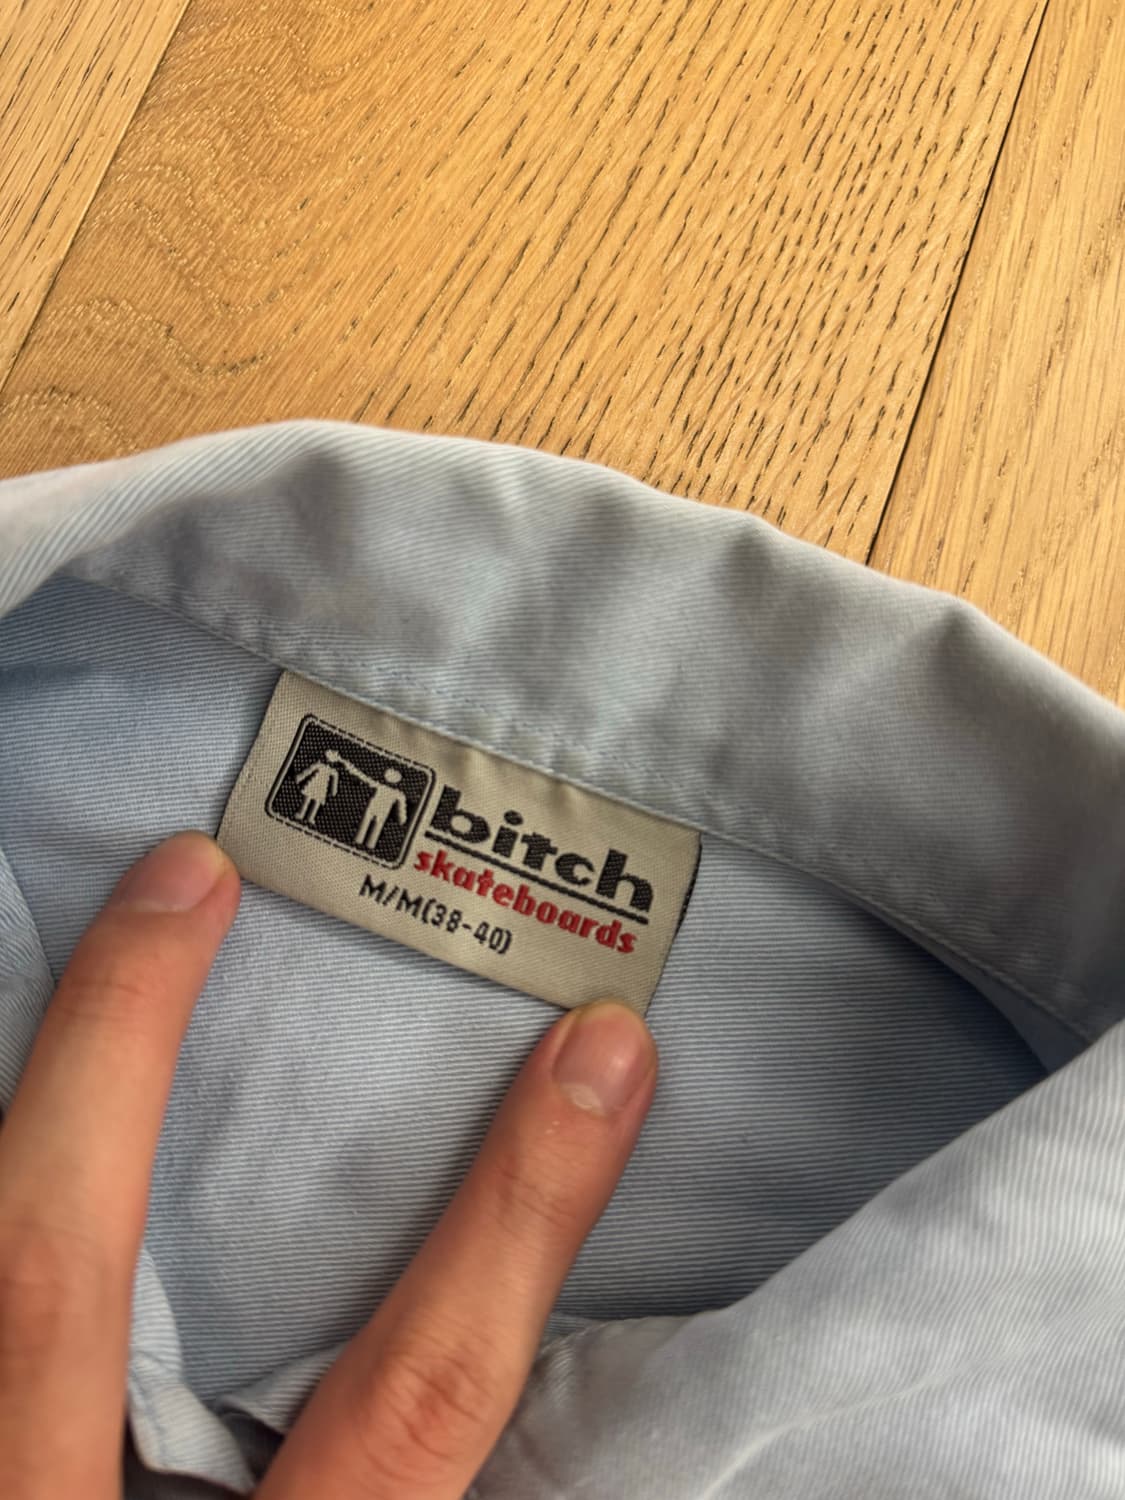 bitch
skateboards
M/M(38-40)